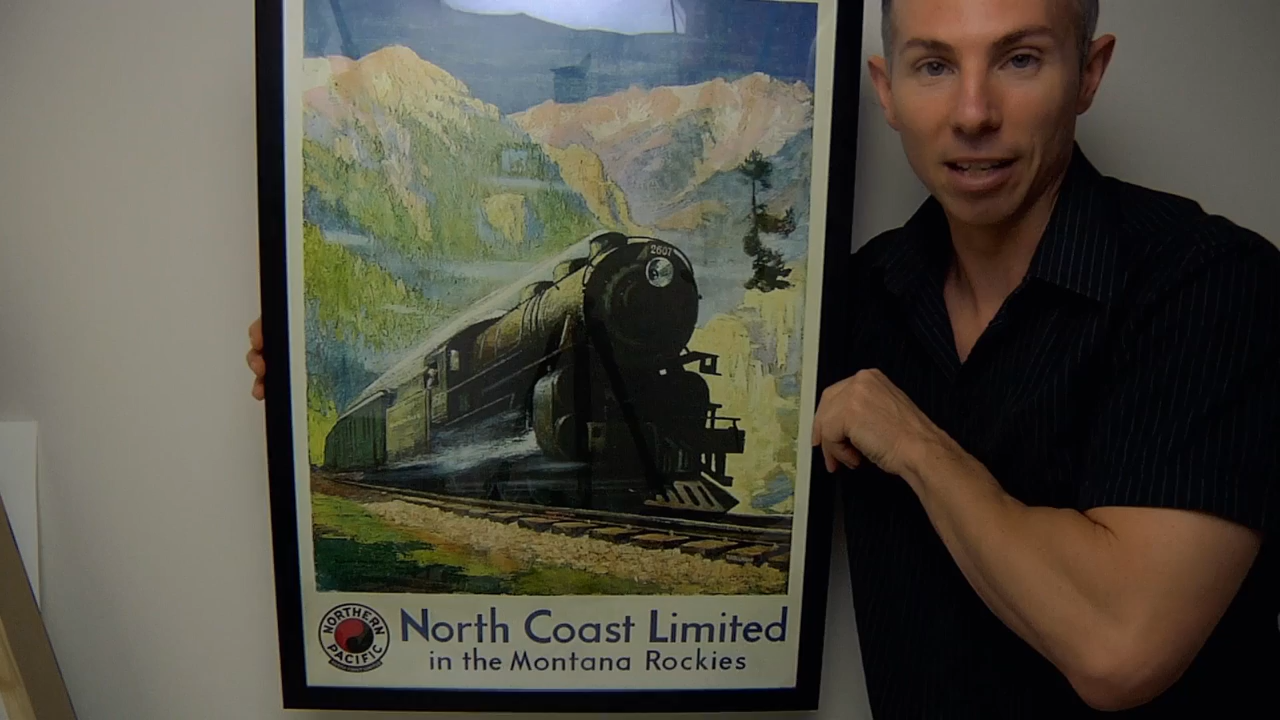 2607
NORTHERN
PACIFIC
North Coast Limited
in the Montana Rockies